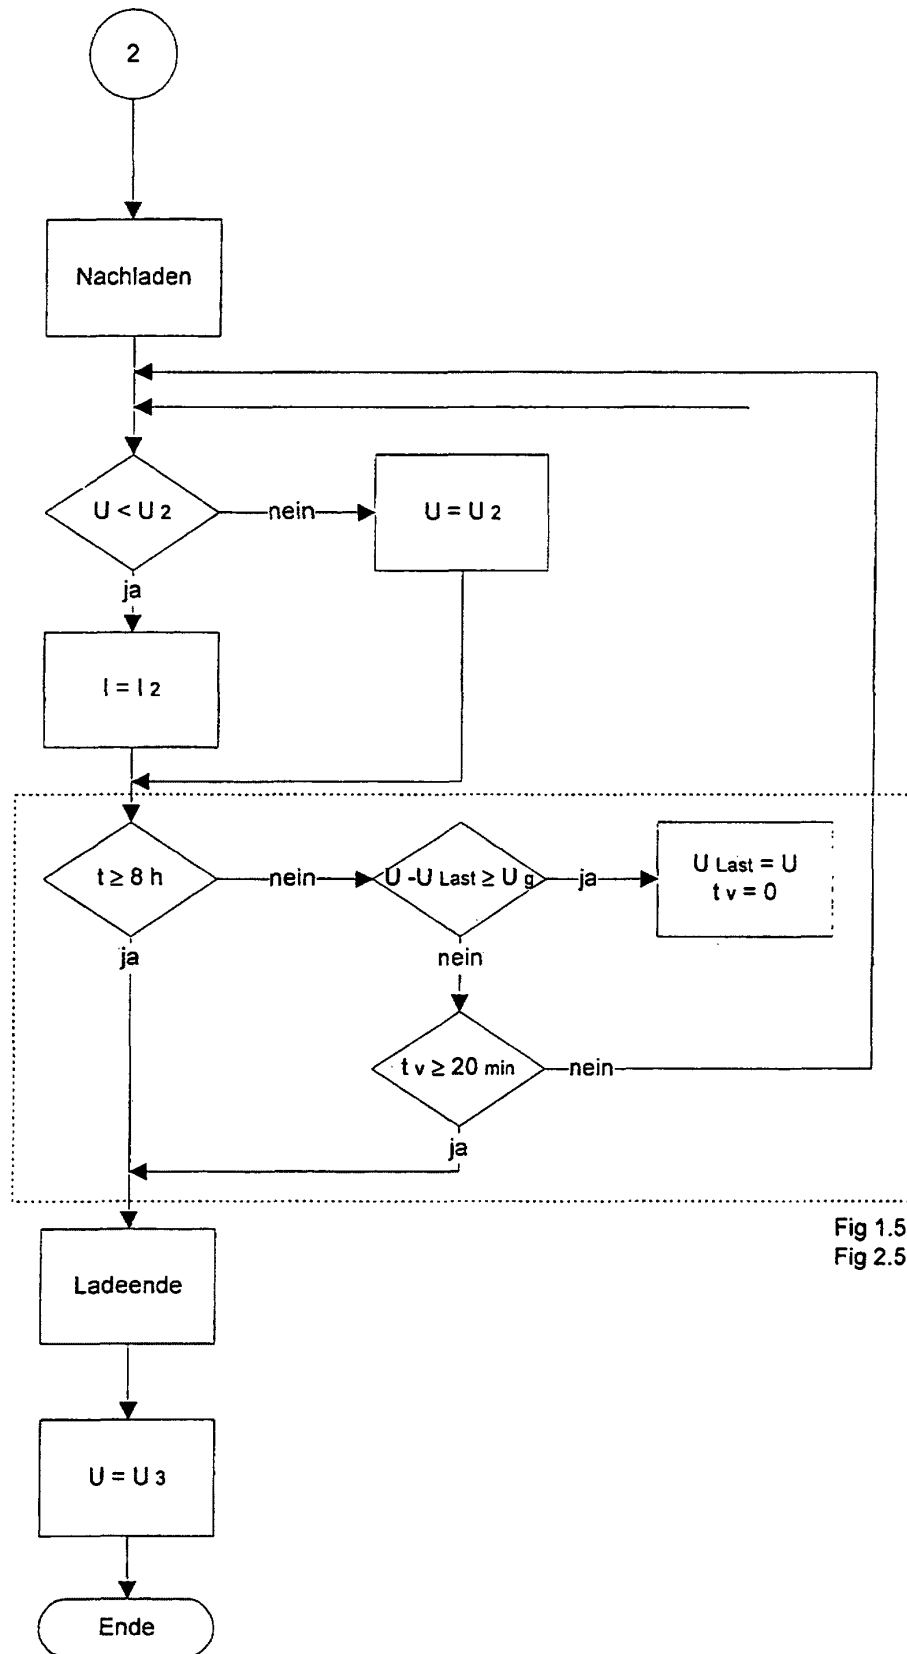 2
Nachladen
U < U 2
nein
U = U 2
ja
I = I 2
t ≥ 8 h
nein
U -U Last ≥ U g
ja
U Last = U
t v = 0
ja
nein
t v ≥ 20 min
nein
ja
Fig 1.5
Fig 2.5
Ladeende
U = U 3
Ende